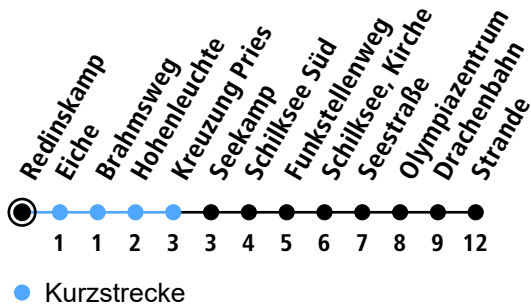 Redinskamp
Eiche
Brahmsweg
Hohenleuchte
Kreuzung Pries
Seekamp
Schilksee Süd
Funkstellenweg
Schilksee, Kirche
Seestraße
Olympiazentrum
Drachenbahn
Strande
1 1 2 3 3 4 5 6 7 8 9 12
Kurzstrecke